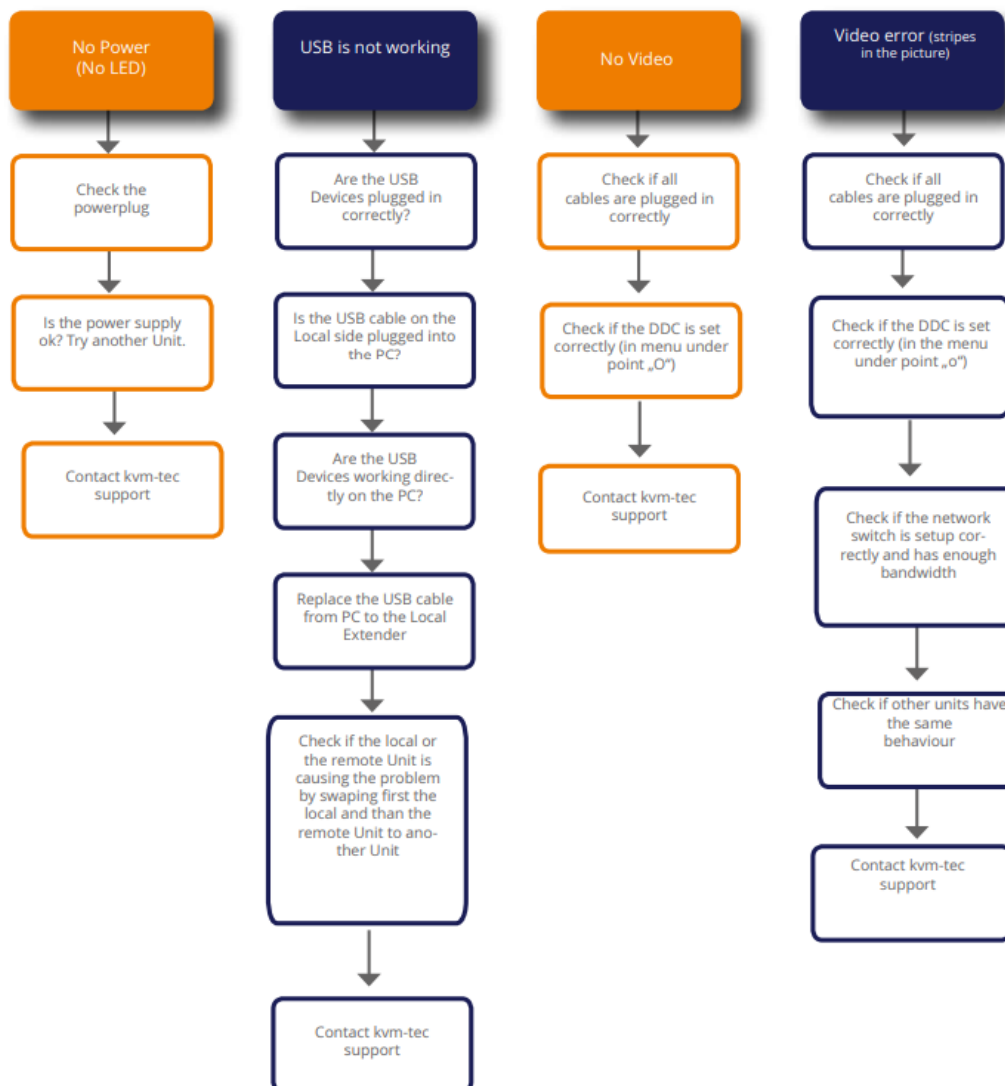 No Power
(No LED)
Check the
powerplug
Is the power supply
ok? Try another Unit.
Contact kvm-tec
support
USB is not working
Are the USB
Devices plugged in
correctly?
Is the USB cable on the
Local side plugged into
the PC?
Are the USB
Devices working direc-
tly on the PC?
Replace the USB cable
from PC to the Local
Extender
Check if the local or
the remote Unit is
causing the problem
by swaping first the
local and than the
remote Unit to ano-
ther Unit
Contact kvm-tec
support
No Video
Check if all
cables are plugged in
correctly
Check if the DDC is set
correctly (in menu under
point „O“)
Contact kvm-tec
support
Video error (stripes
in the picture)
Check if all
cables are plugged in
correctly
Check if the DDC is set
correctly (in the menu
under point „o“)
Check if the network
switch is setup cor-
rectly and has enough
bandwidth
Check if other units have
the same
behaviour
Contact kvm-tec
support